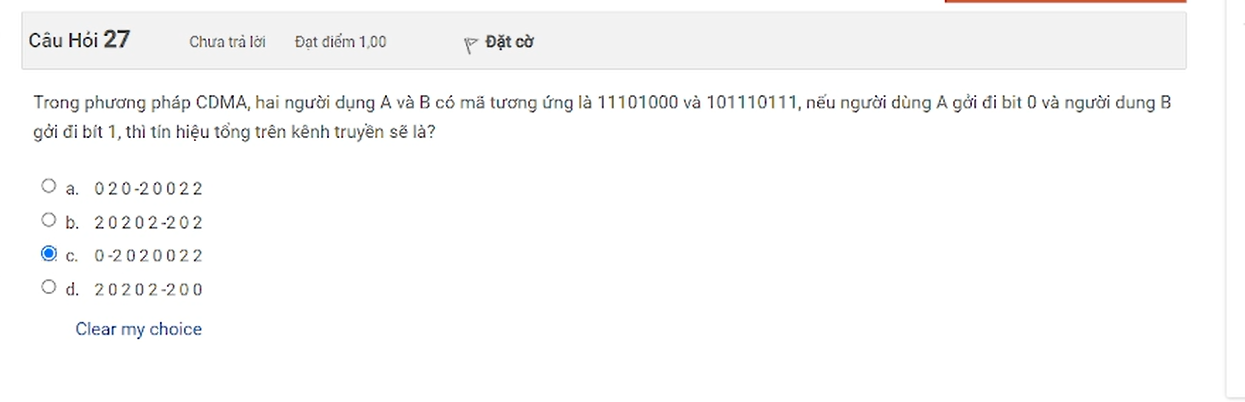 Câu Hỏi 27 Chưa trả lời Đạt điểm 1,00 Đặt cờ
Trong phương pháp CDMA, hai người dụng A và B có mã tương ứng là 11101000 và 101110111, nếu người dùng A gởi đi bit 0 và người dung B
gởi đi bít 1, thì tín hiệu tổng trên kênh truyền sẽ là?
a. 0 2 0 -2 0 0 2 2
b. 2 0 2 0 2 -2 0 2
c. 0 -2 0 2 0 0 2 2
d. 2 0 2 0 2 -2 0 0
Clear my choice